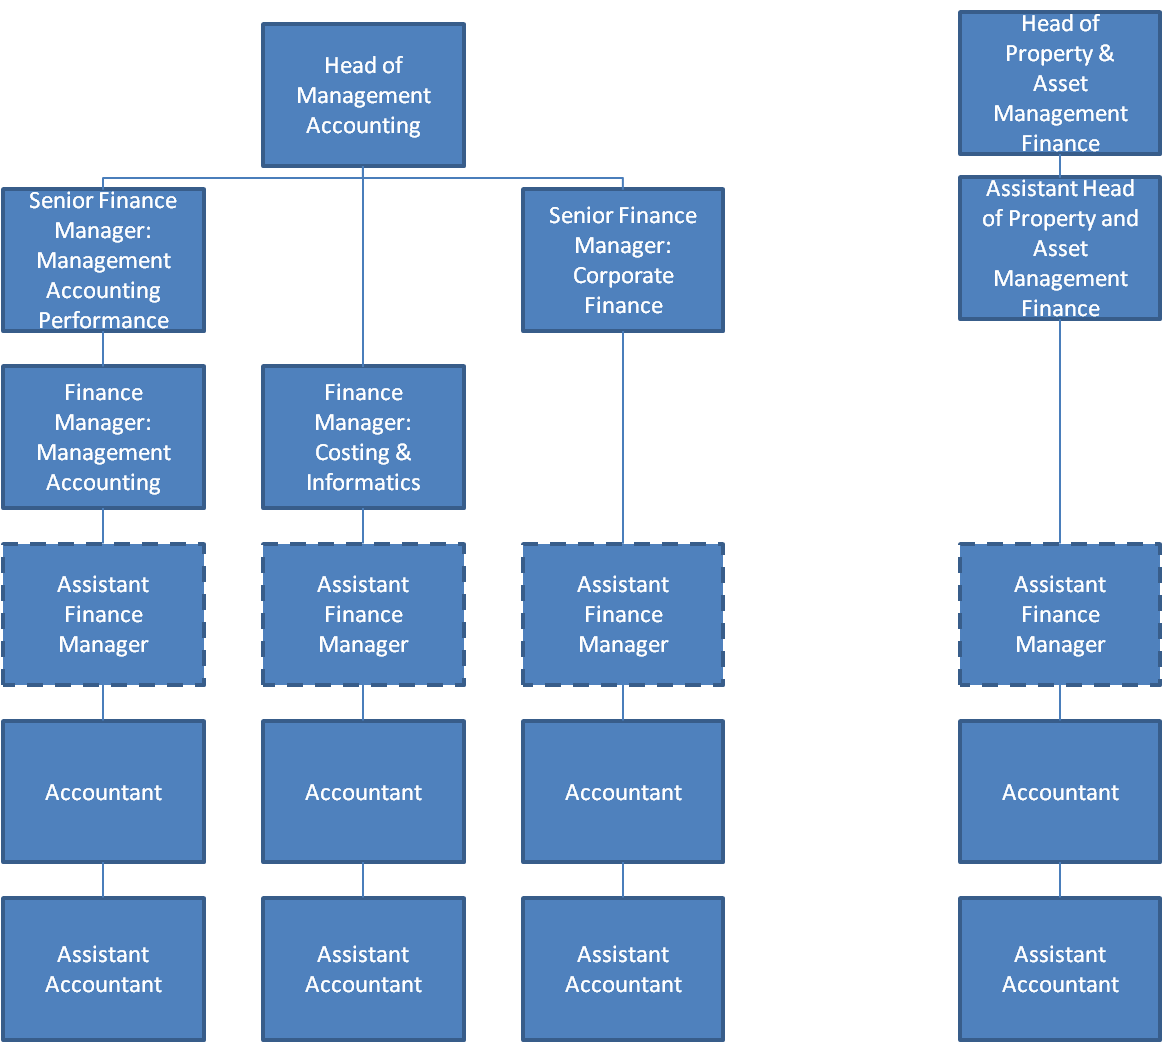 Head of
Management
Accounting
Head of
Property &
Asset
Management
Finance
Senior Finance
Manager:
Management
Accounting
Performance
Senior Finance
Manager:
Corporate
Finance
Assistant Head
of Property and
Asset
Management
Finance
Finance
Manager:
Management
Accounting
Finance
Manager:
Costing &
Informatics
Assistant
Finance
Manager
Assistant
Finance
Manager
Assistant
Finance
Manager
Assistant
Finance
Manager
Accountant
Accountant
Accountant
Accountant
Assistant
Accountant
Assistant
Accountant
Assistant
Accountant
Assistant
Accountant